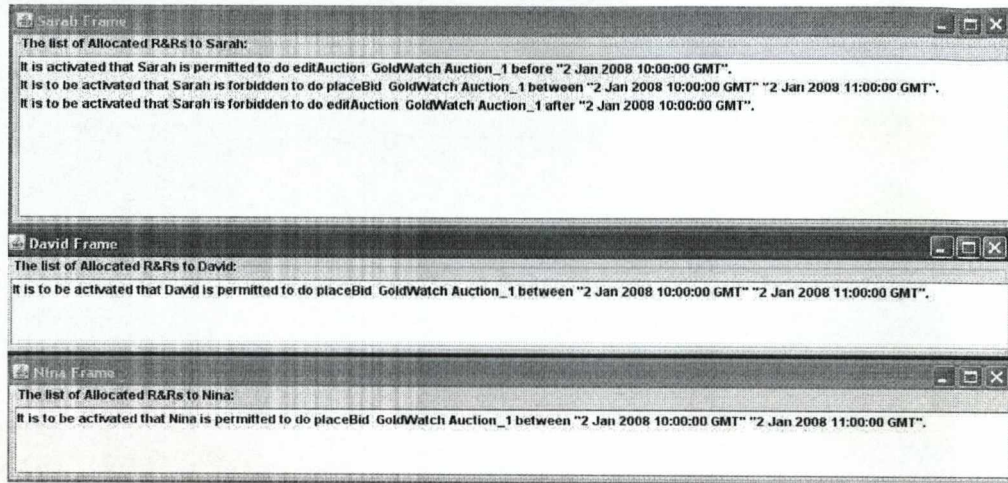 Sarah Frame
The list of Allocated R&Rs to Sarah:
It is activated that Sarah is permitted to do editAuction GoldWatch Auction_1 before "2 Jan 2008 10:00:00 GMT".
It is to be activated that Sarah is forbidden to do placeBid GoldWatch Auction_1 between "2 Jan 2008 10:00:00 GMT" "2 Jan 2008 11:00:00 GMT".
It is to be activated that Sarah is forbidden to do editAuction GoldWatch Auction_1 after "2 Jan 2008 10:00:00 GMT".
David Frame
The list of Allocated R&Rs to David:
It is to be activated that David is permitted to do placeBid GoldWatch Auction_1 between "2 Jan 2008 10:00:00 GMT" "2 Jan 2008 11:00:00 GMT".
Nina Frame
The list of Allocated R&Rs to Nina:
It is to be activated that Nina is permitted to do placeBid GoldWatch Auction_1 between "2 Jan 2008 10:00:00 GMT" "2 Jan 2008 11:00:00 GMT".